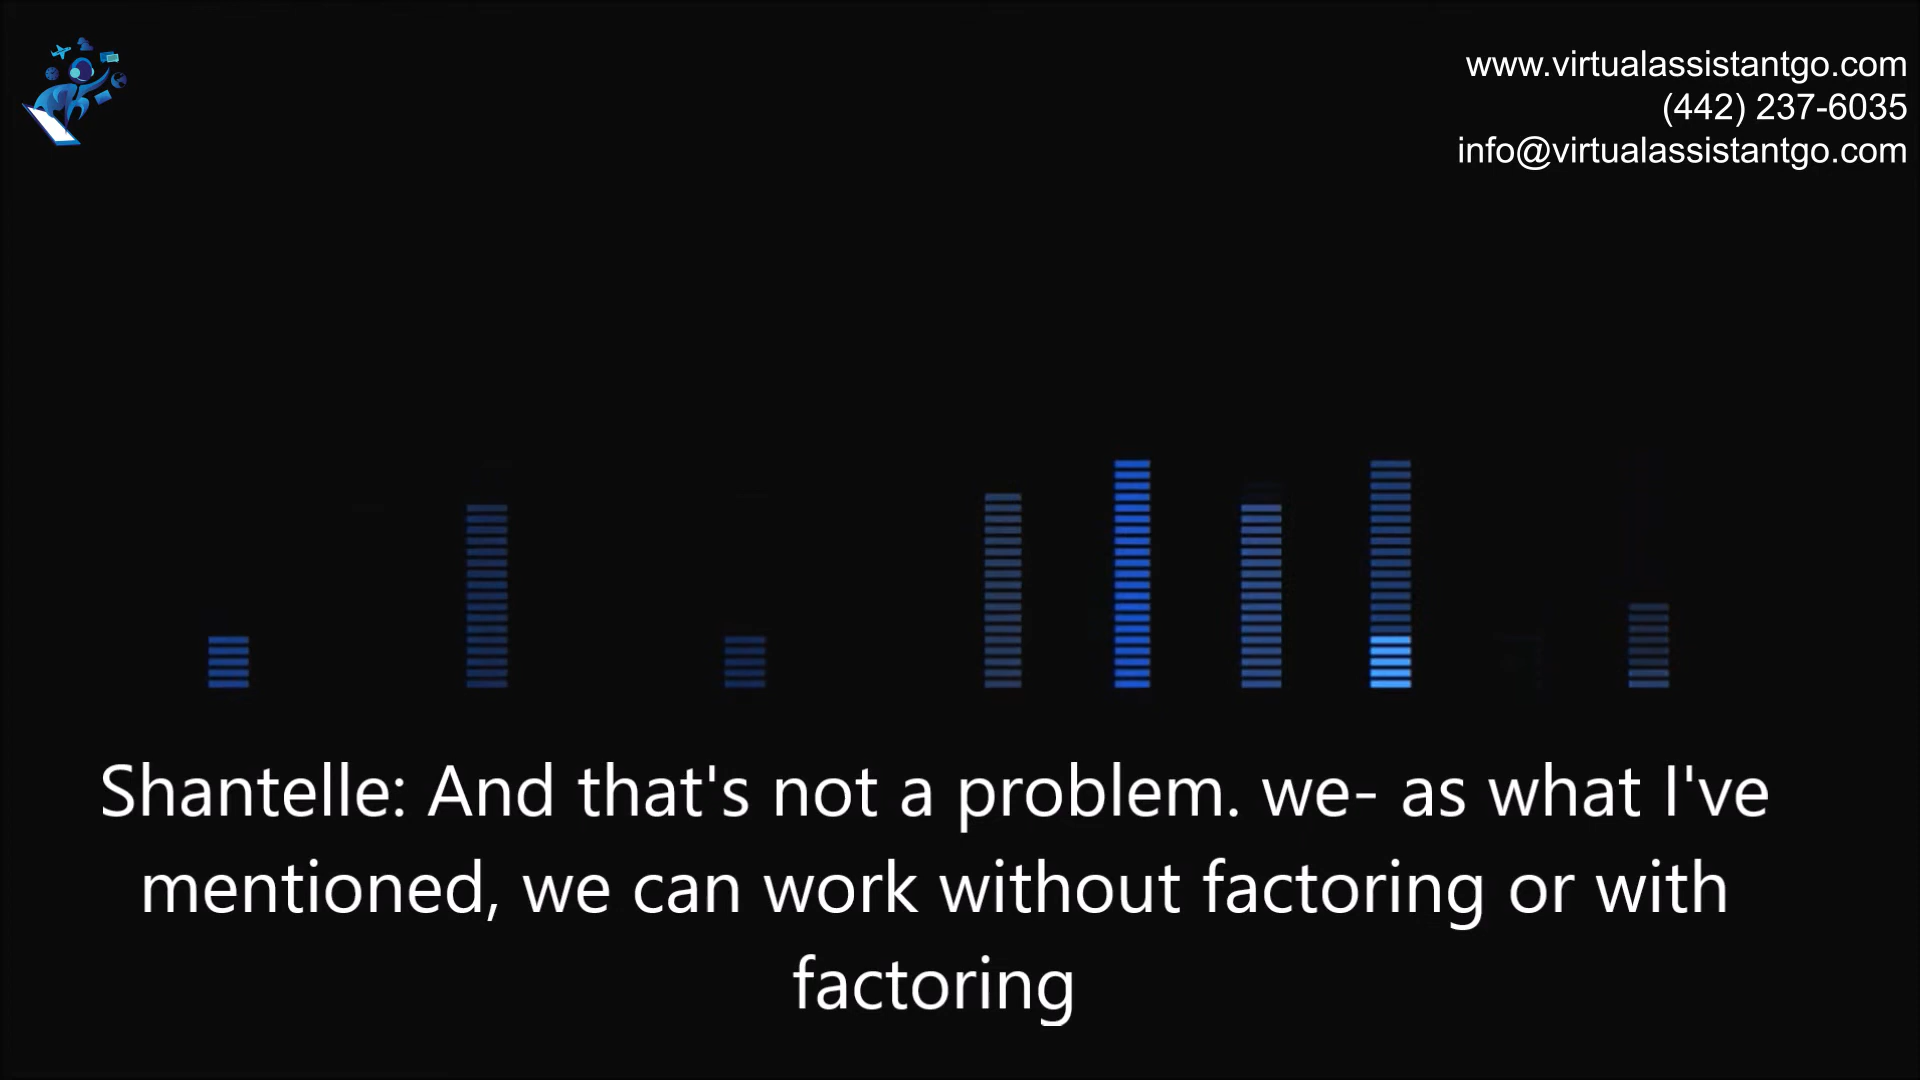 www.virtualassistantgo.com
(442) 237-6035
info@virtualassistantgo.com
Shantelle: And that's not a problem. we- as what I've
mentioned, we can work without factoring or with
factoring